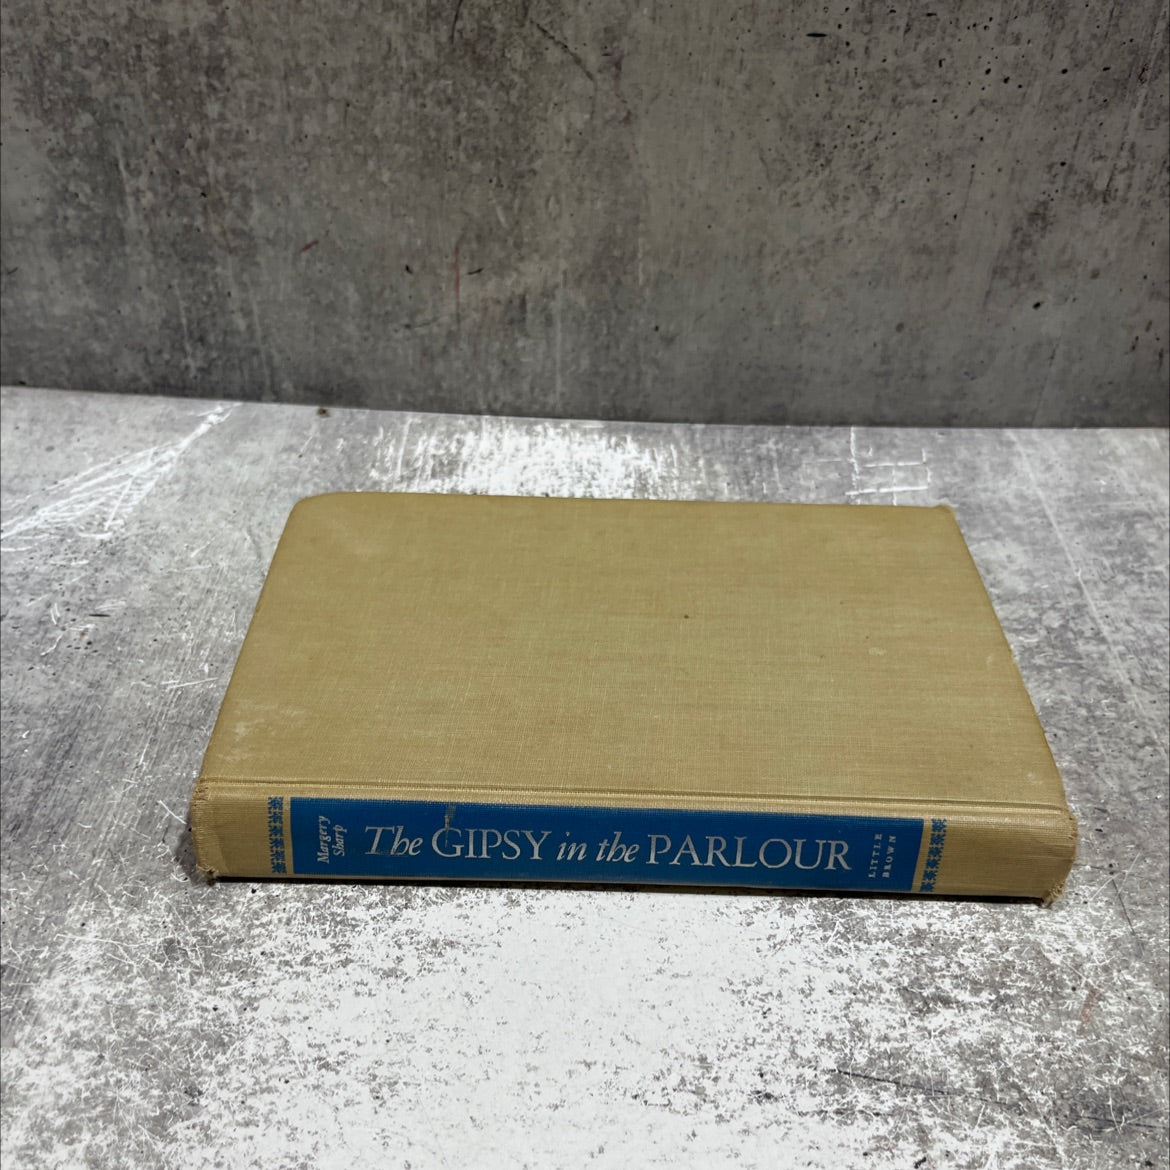 Margery
Sharp
The GIPSY in the PARLOUR
LITTLE
BROWN